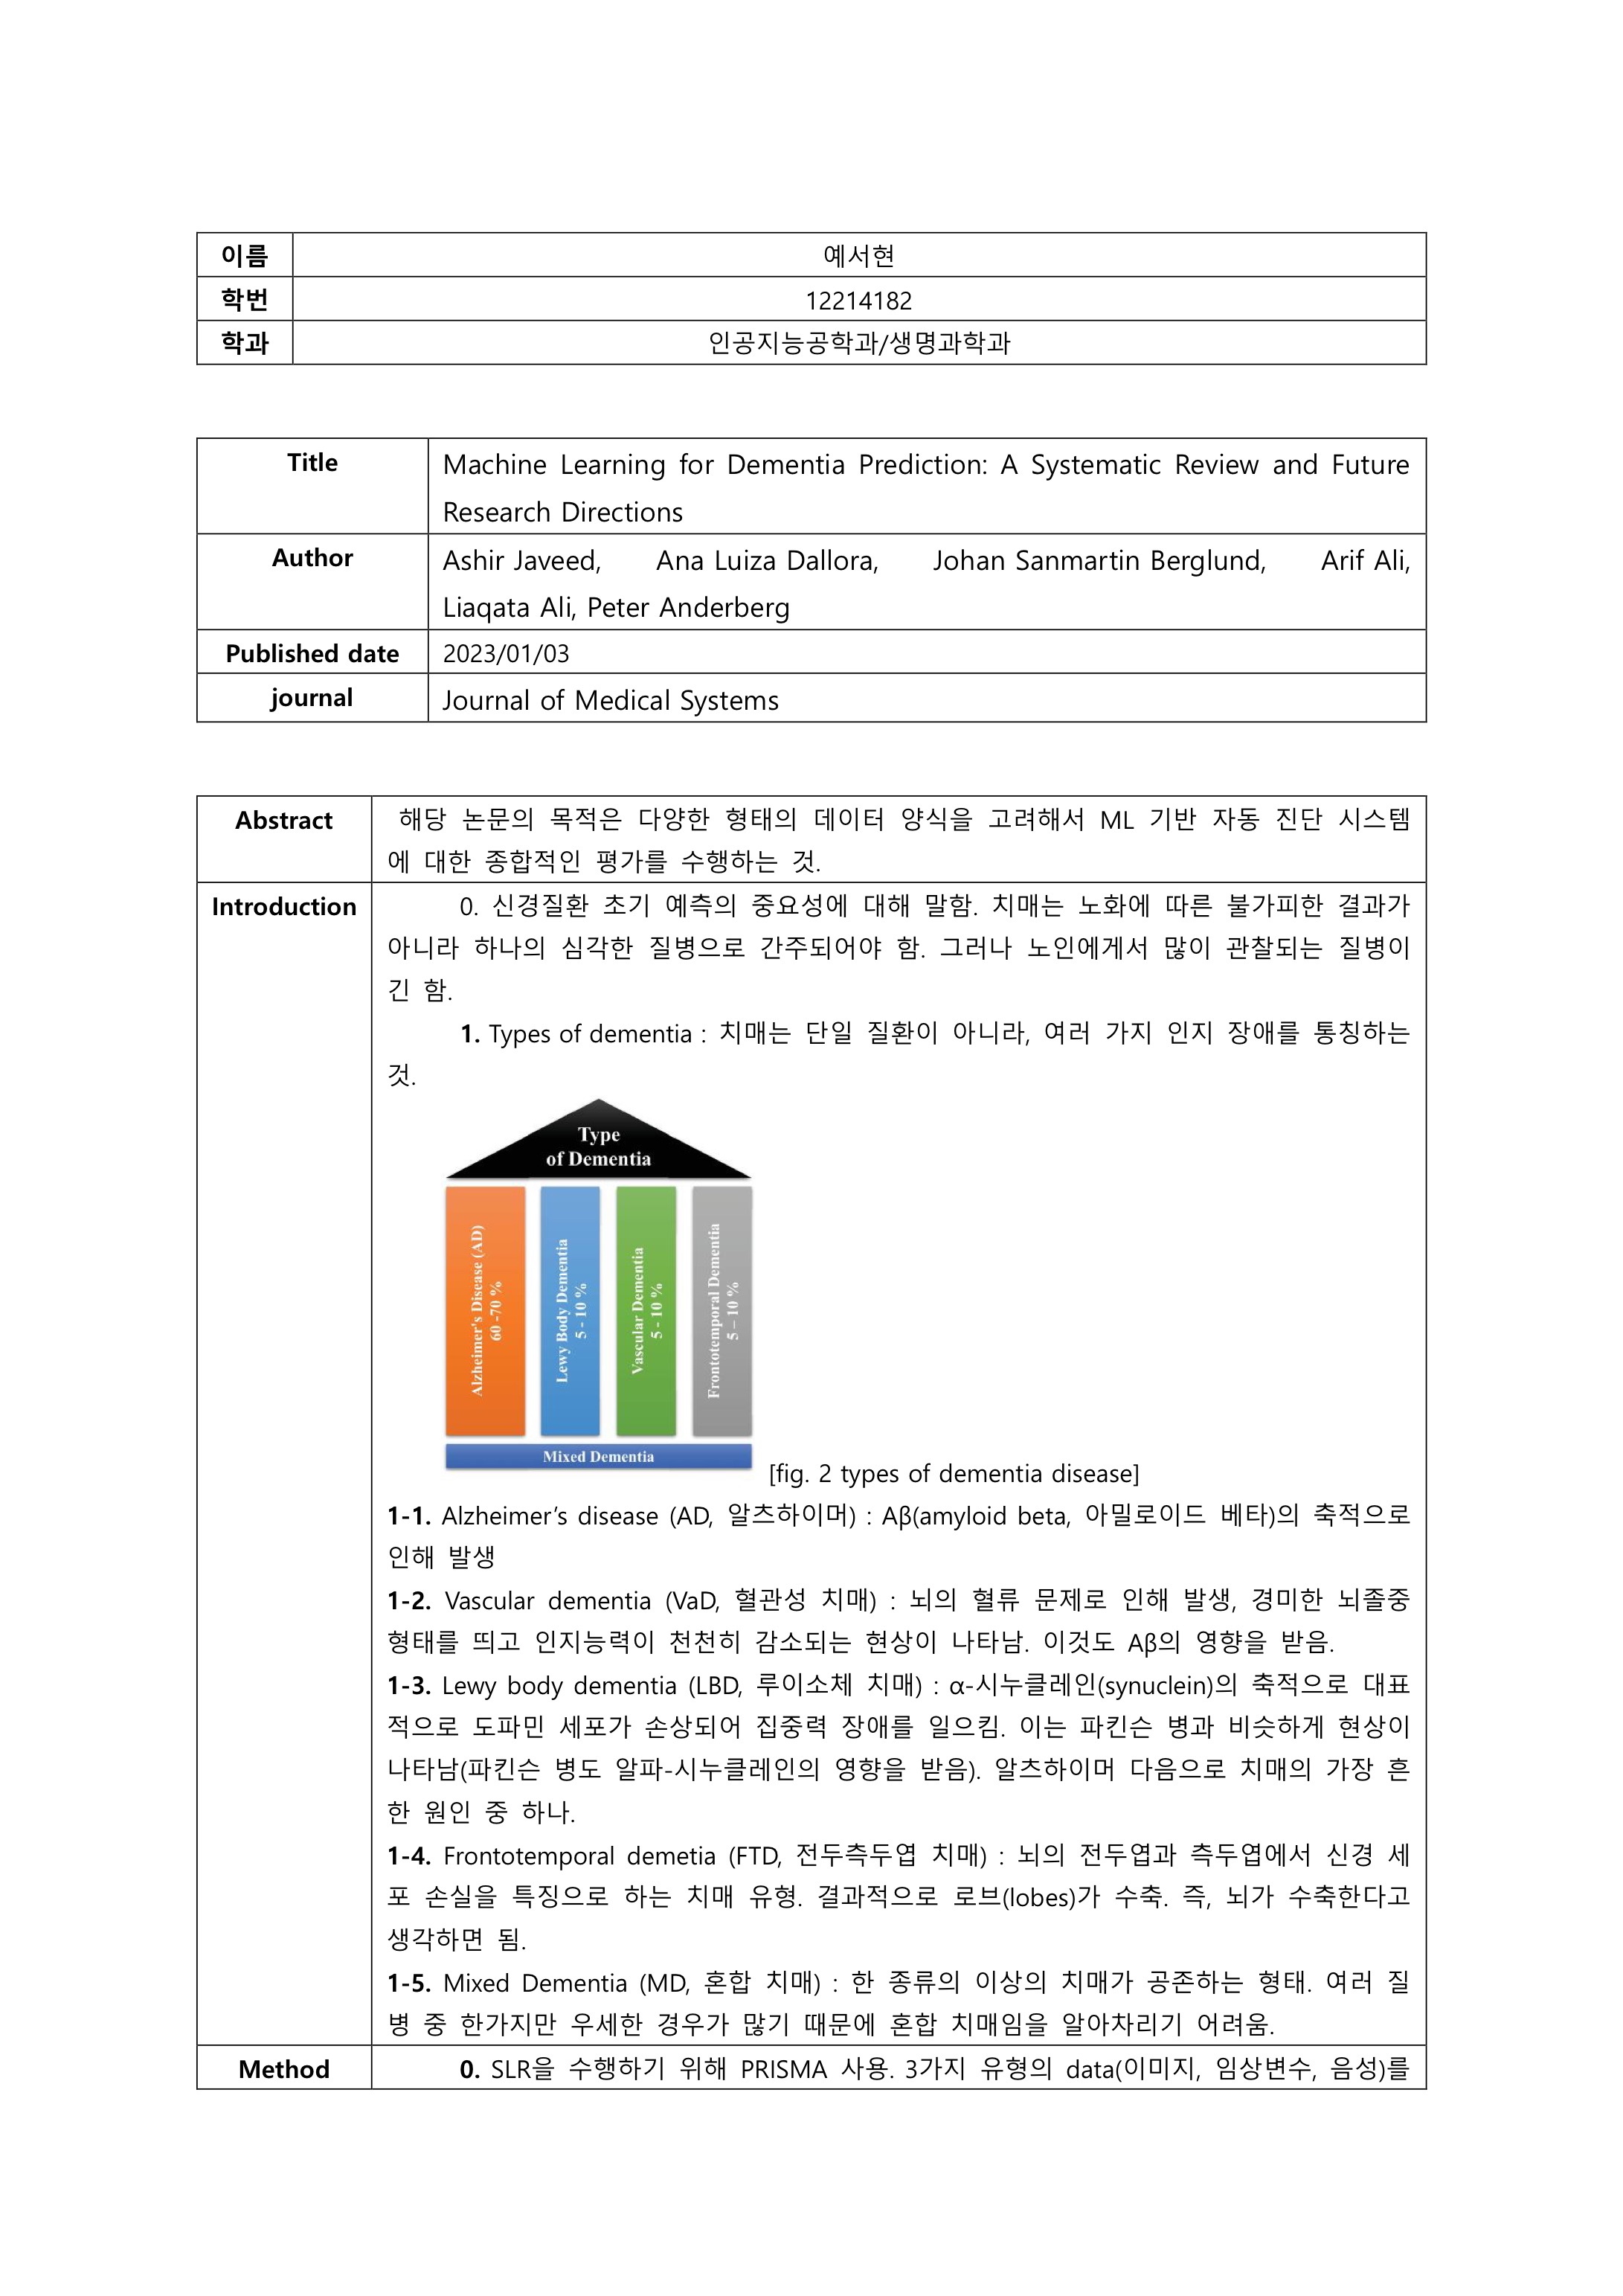 이름 예서현
학번 12214182
학과 인공지능공학과/생명과학과
Title Machine Learning for Dementia Prediction: A Systematic Review and Future
Research Directions
Author Ashir Javeed, Ana Luiza Dallora, Johan Sanmartin Berglund, Arif Ali,
Liaqata Ali, Peter Anderberg
Published date 2023/01/03
journal Journal of Medical Systems
Abstract 해당 논문의 목적은 다양한 형태의 데이터 양식을 고려해서 ML 기반 자동 진단 시스템
에 대한 종합적인 평가를 수행하는 것.
Introduction 0. 신경질환 초기 예측의 중요성에 대해 말함. 치매는 노화에 따른 불가피한 결과가
아니라 하나의 심각한 질병으로 간주되어야 함. 그러나 노인에게서 많이 관찰되는 질병이
긴 함.
1. Types of dementia : 치매는 단일 질환이 아니라, 여러 가지 인지 장애를 통칭하는
것.
Type
of Dementia
Alzheimer's Disease (AD)
60 -70 %
Lewy Body Dementia
5 - 10 %
Vascular Dementia
5 - 10 %
Frontotemporal Dementia
5 – 10 %
Mixed Dementia
[fig. 2 types of dementia disease]
1-1. Alzheimer’s disease (AD, 알츠하이머) : Aβ(amyloid beta, 아밀로이드 베타)의 축적으로
인해 발생
1-2. Vascular dementia (VaD, 혈관성 치매) : 뇌의 혈류 문제로 인해 발생, 경미한 뇌졸중
형태를 띄고 인지능력이 천천히 감소되는 현상이 나타남. 이것도 Aβ의 영향을 받음.
1-3. Lewy body dementia (LBD, 루이소체 치매) : α-시누클레인(synuclein)의 축적으로 대표
적으로 도파민 세포가 손상되어 집중력 장애를 일으킴. 이는 파킨슨 병과 비슷하게 현상이
나타남(파킨슨 병도 알파-시누클레인의 영향을 받음). 알츠하이머 다음으로 치매의 가장 흔
한 원인 중 하나.
1-4. Frontotemporal demetia (FTD, 전두측두엽 치매) : 뇌의 전두엽과 측두엽에서 신경 세
포 손실을 특징으로 하는 치매 유형. 결과적으로 로브(lobes)가 수축. 즉, 뇌가 수축한다고
생각하면 됨.
1-5. Mixed Dementia (MD, 혼합 치매) : 한 종류의 이상의 치매가 공존하는 형태. 여러 질
병 중 한가지만 우세한 경우가 많기 때문에 혼합 치매임을 알아차리기 어려움.
Method 0. SLR을 수행하기 위해 PRISMA 사용. 3가지 유형의 data(이미지, 임상변수, 음성)를